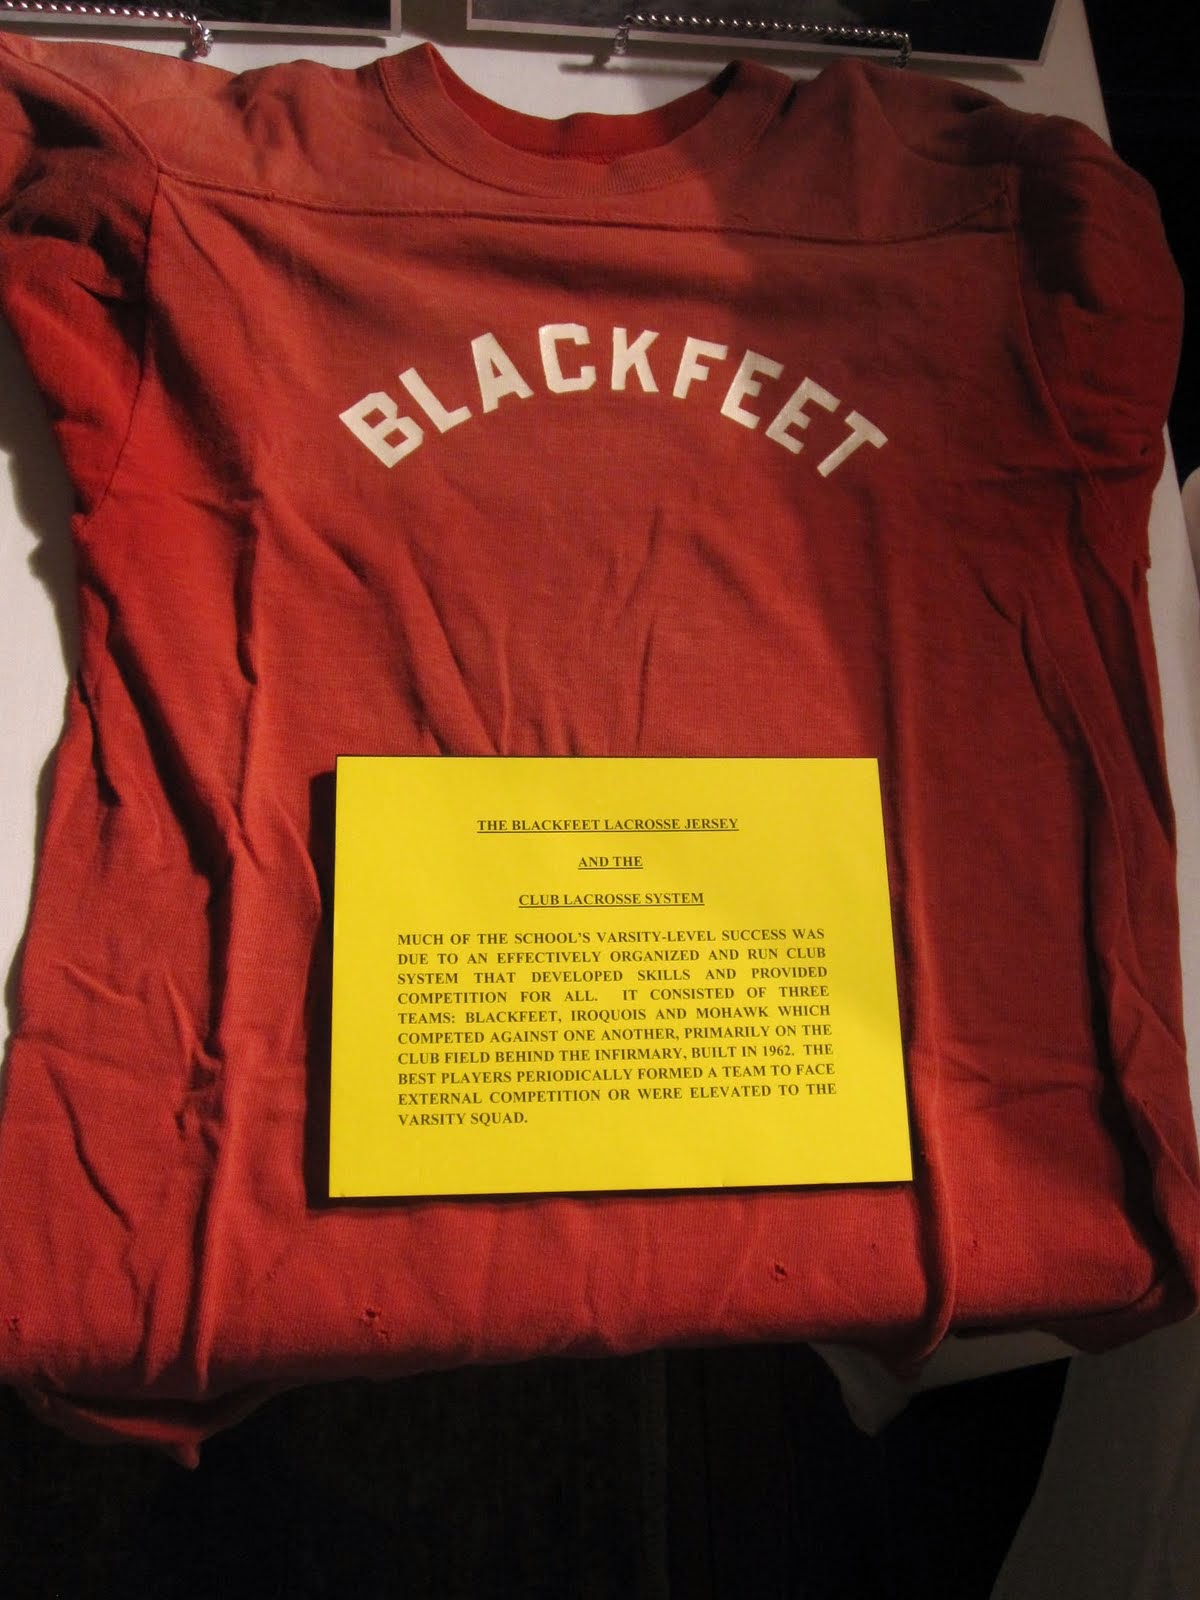 BLACKFEET
THE BLACKFEET LACROSSE JERSEY
AND THE
CLUB LACROSSE SYSTEM
MUCH OF THE SCHOOL'S VARSITY-LEVEL SUCCESS WAS
DUE TO AN EFFECTIVELY ORGANIZED AND RUN CLUB
SYSTEM THAT DEVELOPED SKILLS AND PROVIDED
COMPETITION FOR ALL. IT CONSISTED OF THREE
TEAMS: BLACKFEET, IROQUOIS AND MOHAWK WHICH
COMPETED AGAINST ONE ANOTHER, PRIMARILY ON THE
CLUB FIELD BEHIND THE INFIRMARY, BUILT IN 1962. THE
BEST PLAYERS PERIODICALLY FORMED A TEAM TO FACE
EXTERNAL COMPETITION OR WERE ELEVATED TO THE
VARSITY SQUAD.